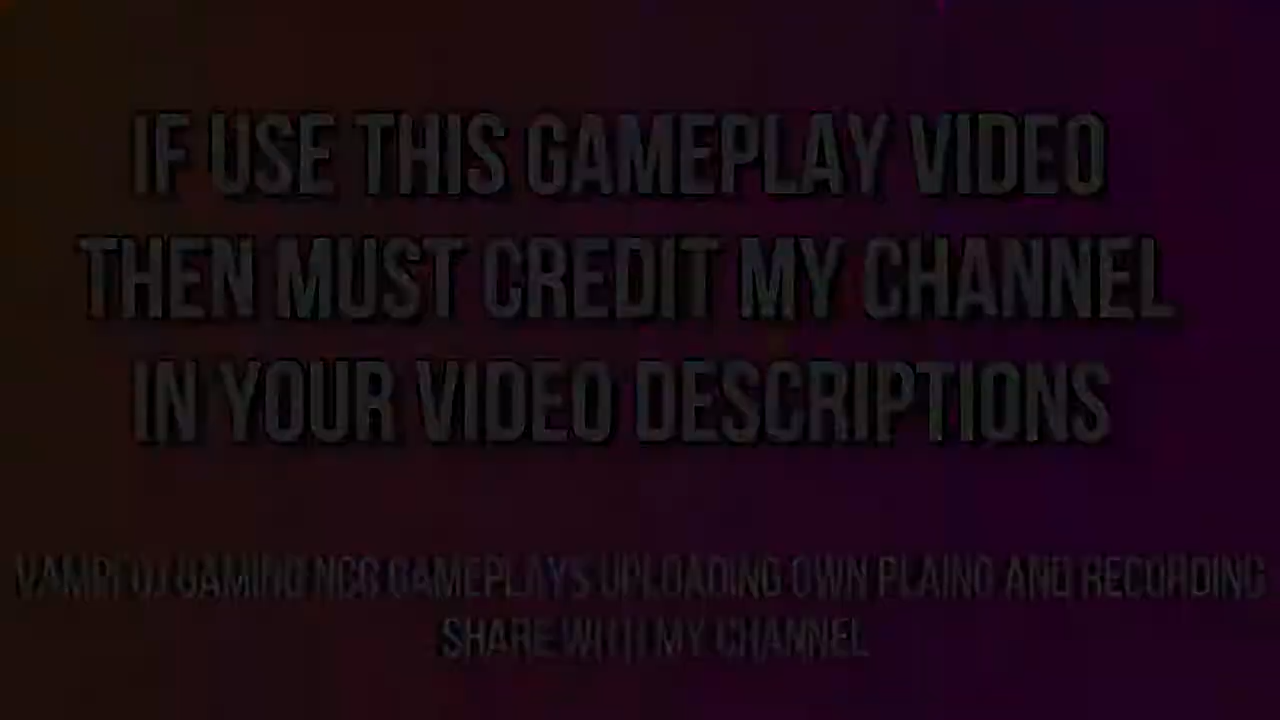 IF USE THIS GAMEPLAY VIDEO
THEN MUST CREDIT MY CHANNEL
IN YOUR VIDEO DESCRIPTIONS
GAMING GAMEPLAYS UPLOADING OWN PLAING AND RECORDING
SHARE WITH MY CHANNEL